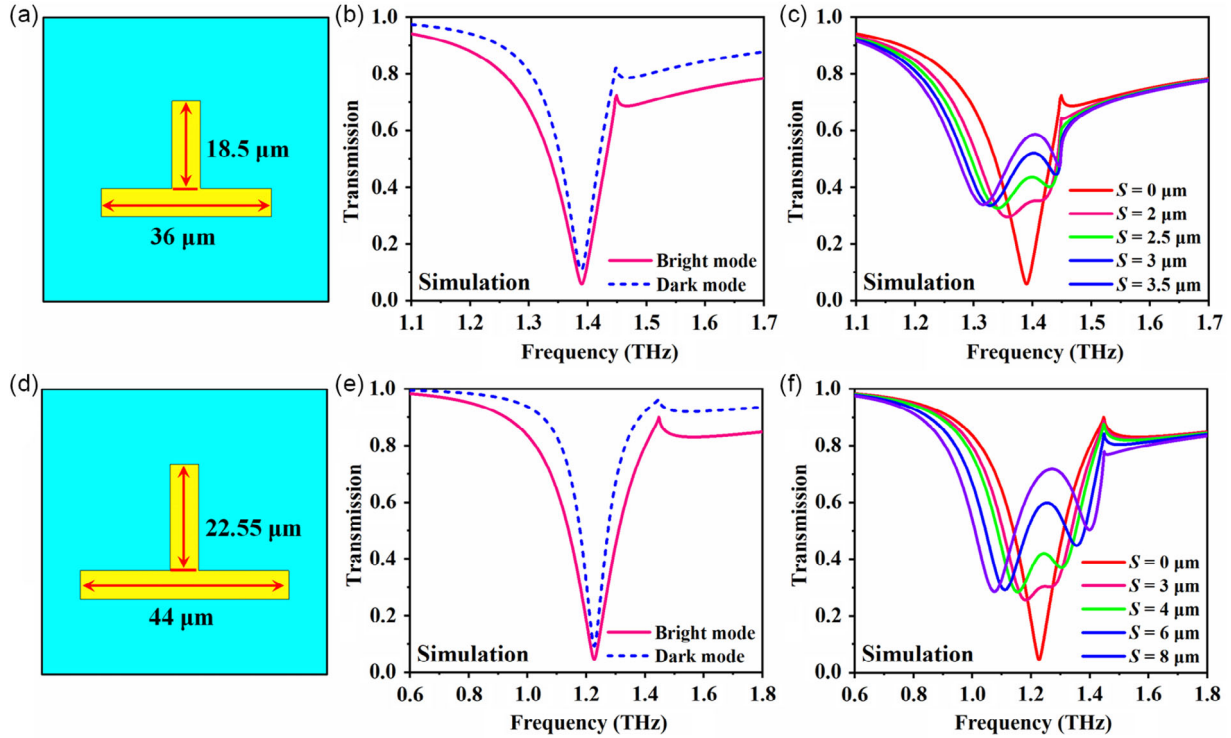 (a)
18.5 μm
36 μm
(b)
Transmission
1.0
0.8
0.6
0.4
0.2
0.0
Bright mode
Dark mode
Simulation
1.1 1.2 1.3 1.4 1.5 1.6 1.7
Frequency (THz)
(c)
Transmission
1.0
0.8
0.6
0.4
0.2
0.0
S = 0 μm
S = 2 μm
S = 2.5 μm
S = 3 μm
S = 3.5 μm
Simulation
1.1 1.2 1.3 1.4 1.5 1.6 1.7
Frequency (THz)
(d)
22.55 μm
44 μm
(e)
Transmission
1.0
0.8
0.6
0.4
0.2
0.0
Bright mode
Dark mode
Simulation
0.6 0.8 1.0 1.2 1.4 1.6 1.8
Frequency (THz)
(f)
Transmission
1.0
0.8
0.6
0.4
0.2
0.0
S = 0 μm
S = 3 μm
S = 4 μm
S = 6 μm
S = 8 μm
Simulation
0.6 0.8 1.0 1.2 1.4 1.6 1.8
Frequency (THz)